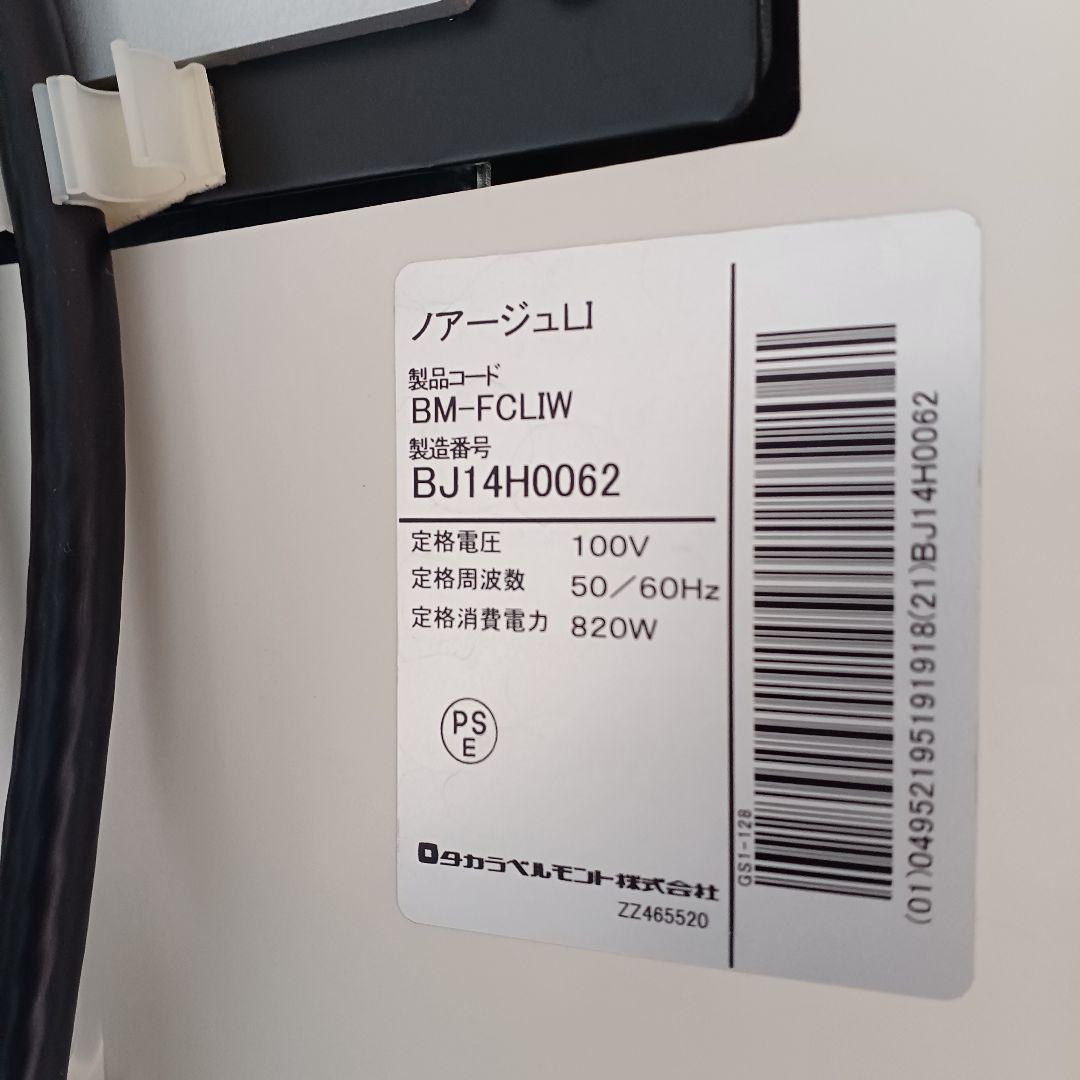 ノアージュLI
製品コード
BM-FCLIW
製造番号
BJ14H0062
定格電圧 100V
定格周波数 50/60Hz
定格消費電力 820W
PS
E
タカラベルモント株式会社
ZZ465520
GS1-128
(01)04952195191918(21)BJ14H0062